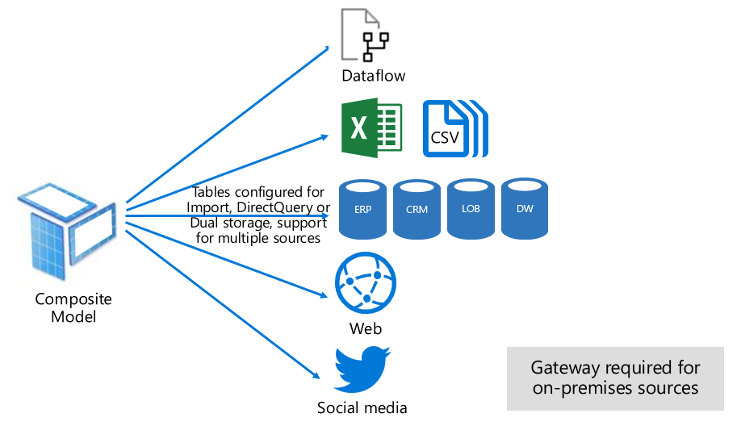 Dataflow
X
CSV
Tables configured for
Import, DirectQuery or
Dual storage, support
for multiple sources
ERP
CRM
LOB
DW
Composite
Model
Web
Social media
Gateway required for
on-premises sources